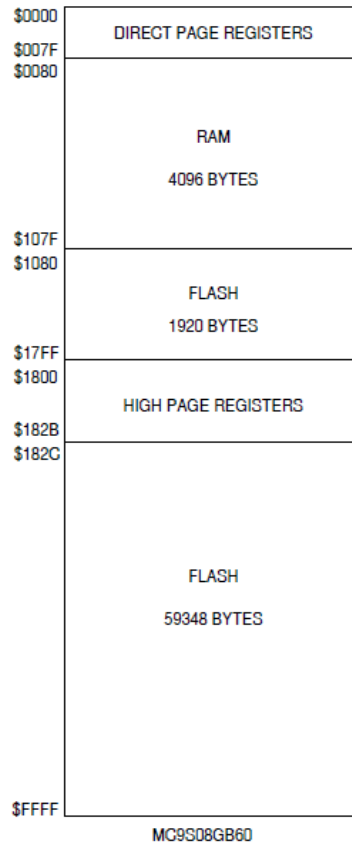 $0000
DIRECT PAGE REGISTERS
$007F
$0080
RAM
4096 BYTES
$107F
$1080
FLASH
1920 BYTES
$17FF
$1800
HIGH PAGE REGISTERS
$182B
$182C
FLASH
59348 BYTES
$FFFF
MC9S08GB60